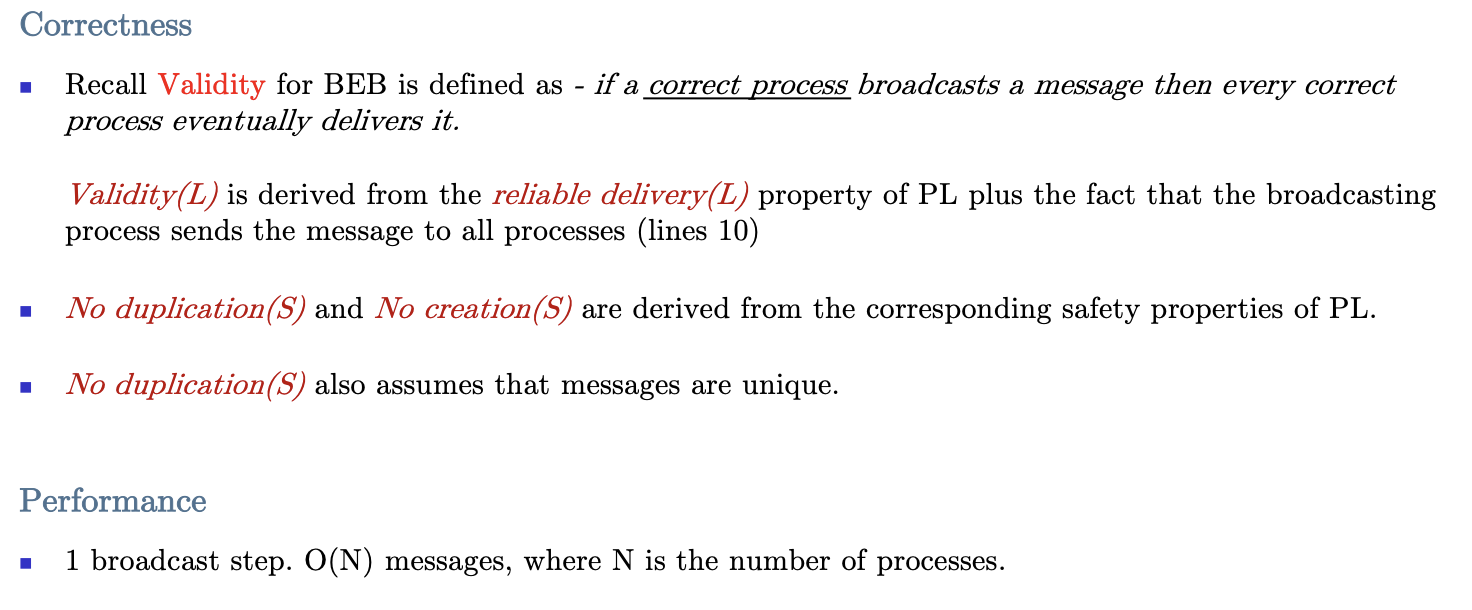 Correctness
▪ Recall Validity for BEB is defined as - if a correct process broadcasts a message then every correct
process eventually delivers it.
Validity(L) is derived from the reliable delivery(L) property of PL plus the fact that the broadcasting
process sends the message to all processes (lines 10)
▪ No duplication(S) and No creation(S) are derived from the corresponding safety properties of PL.
▪ No duplication(S) also assumes that messages are unique.
Performance
▪ 1 broadcast step. O(N) messages, where N is the number of processes.